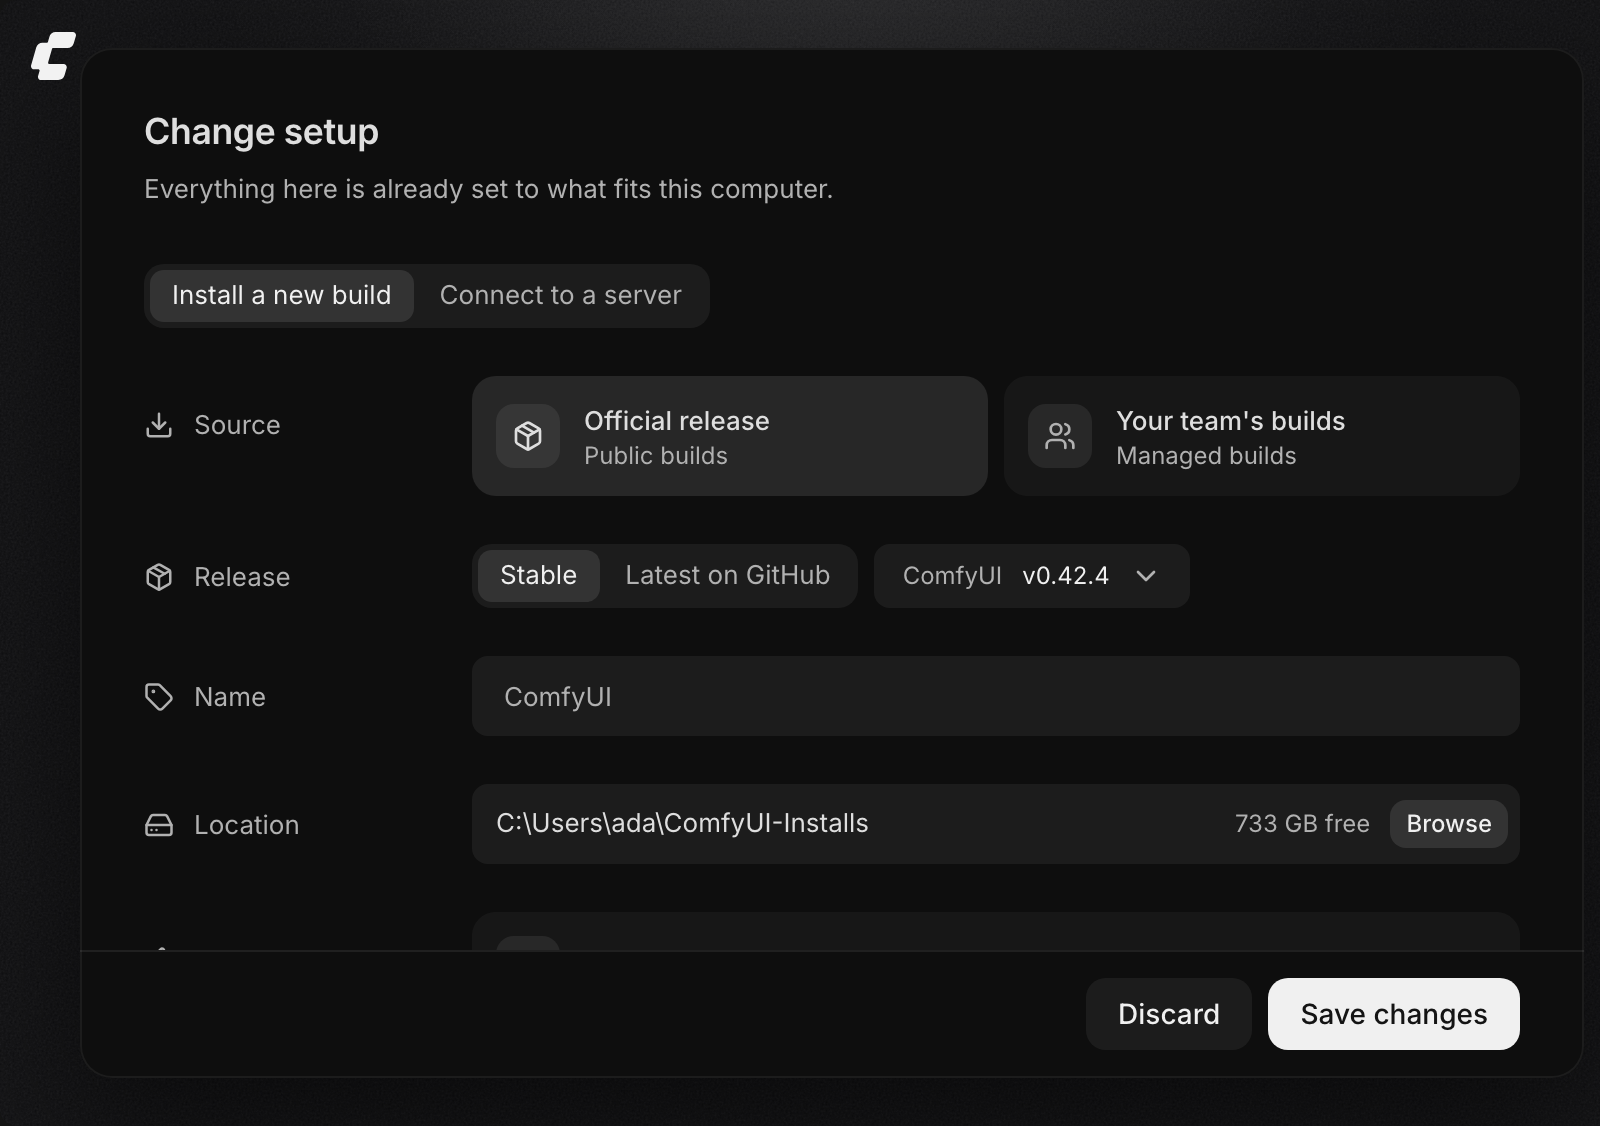 Change setup
Everything here is already set to what fits this computer.
Install a new build
Connect to a server
Source
Official release
Public builds
Your team's builds
Managed builds
Release
Stable
Latest on GitHub
ComfyUI v0.42.4
Name
ComfyUI
Location
C:\Users\ada\ComfyUI-Installs
733 GB free
Browse
Discard
Save changes